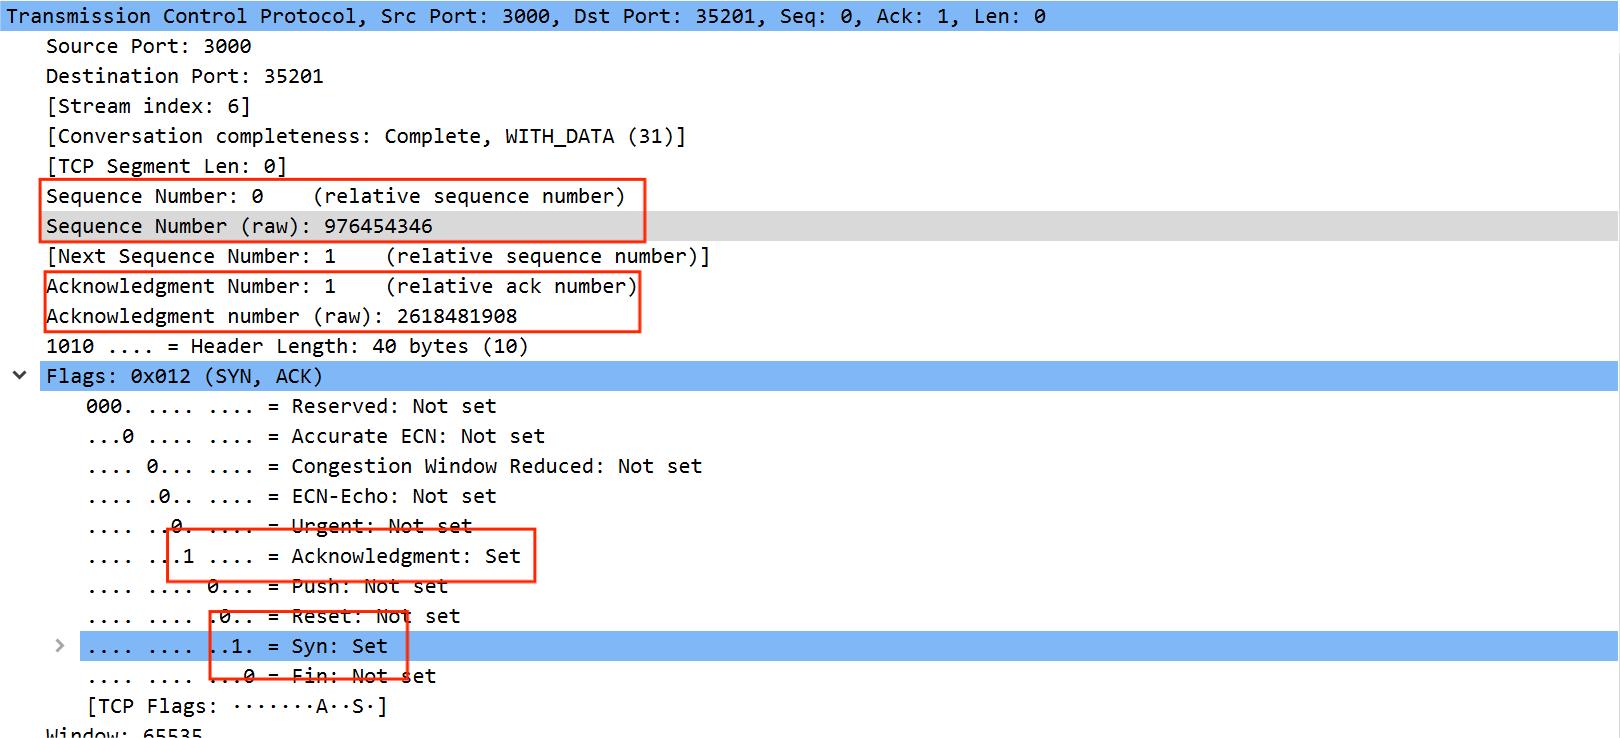 Transmission Control Protocol, Src Port: 3000, Dst Port: 35201, Seq: 0, Ack: 1, Len: 0
Source Port: 3000
Destination Port: 35201
[Stream index: 6]
[Conversation completeness: Complete, WITH_DATA (31)]
[TCP Segment Len: 0]
Sequence Number: 0    (relative sequence number)
Sequence Number (raw): 976454346
[Next Sequence Number: 1    (relative sequence number)]
Acknowledgment Number: 1    (relative ack number)
Acknowledgment number (raw): 2618481908
1010 .... = Header Length: 40 bytes (10)
Flags: 0x012 (SYN, ACK)
000. .... .... = Reserved: Not set
...0 .... .... = Accurate ECN: Not set
.... 0... .... = Congestion Window Reduced: Not set
.... .0.. .... = ECN-Echo: Not set
.... ..0. .... = Urgent: Not set
.... ...1 .... = Acknowledgment: Set
.... .... 0... = Push: Not set
.... .... .0.. = Reset: Not set
.... .... ..1. = Syn: Set
.... .... ...0 = Fin: Not set
[TCP Flags: ·······A··S·]
Window: 65535